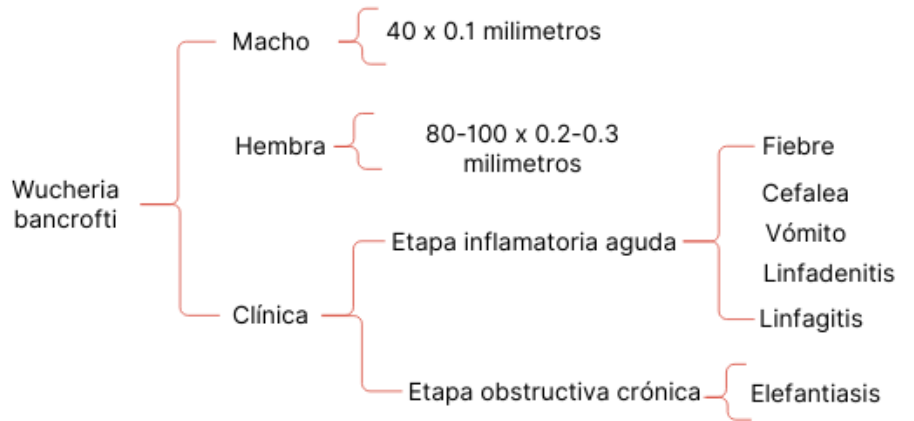 Wucheria
bancrofti
Macho
40 x 0.1 milimetros
Hembra
80-100 x 0.2-0.3
milimetros
Clínica
Etapa inflamatoria aguda
Fiebre
Cefalea
Vómito
Linfadenitis
Linfagitis
Etapa obstructiva crónica
Elefantiasis